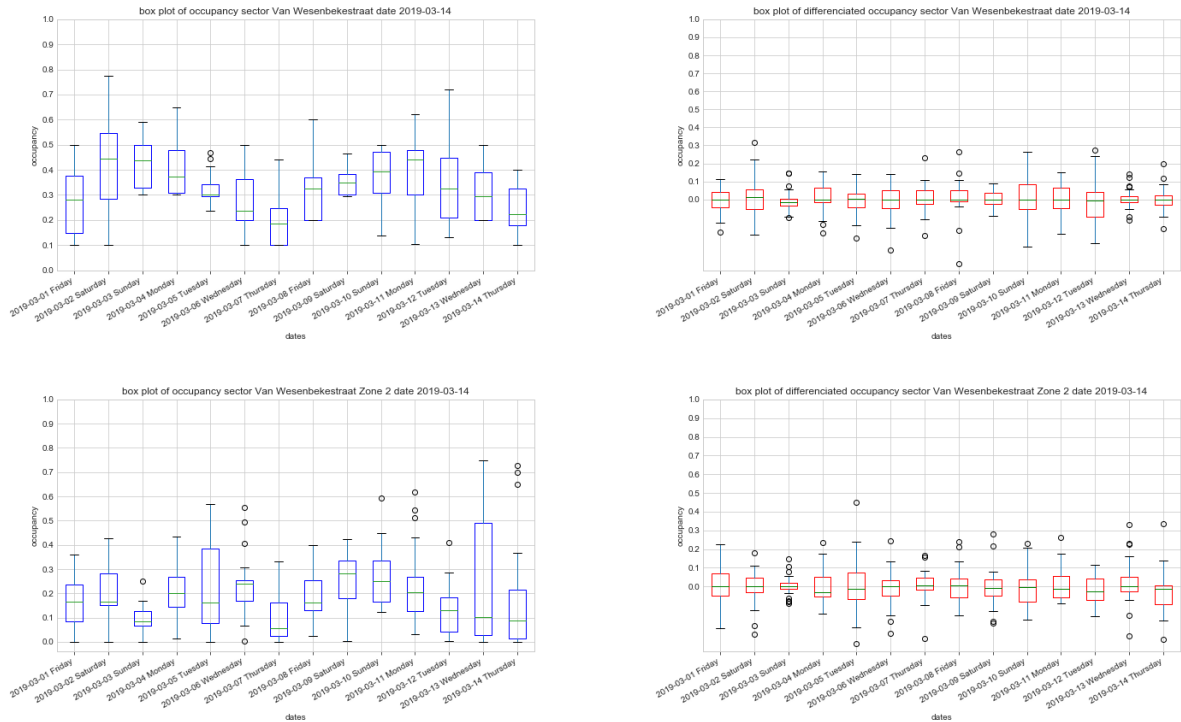 box plot of occupancy sector Van Wesenbekestraat date 2019-03-14
1.0
0.9
0.8
0.7
0.6
0.5
0.4
0.3
0.2
0.1
0.0
occupancy
2019-03-01 Friday
2019-03-02 Saturday
2019-03-03 Sunday
2019-03-04 Monday
2019-03-05 Tuesday
2019-03-06 Wednesday
2019-03-07 Thursday
2019-03-08 Friday
2019-03-09 Saturday
2019-03-10 Sunday
2019-03-11 Monday
2019-03-12 Tuesday
2019-03-13 Wednesday
2019-03-14 Thursday
dates
box plot of differenciated occupancy sector Van Wesenbekestraat date 2019-03-14
1.0
0.9
0.8
0.7
0.6
0.5
0.4
0.3
0.2
0.1
0.0
occupancy
2019-03-01 Friday
2019-03-02 Saturday
2019-03-03 Sunday
2019-03-04 Monday
2019-03-05 Tuesday
2019-03-06 Wednesday
2019-03-07 Thursday
2019-03-08 Friday
2019-03-09 Saturday
2019-03-10 Sunday
2019-03-11 Monday
2019-03-12 Tuesday
2019-03-13 Wednesday
2019-03-14 Thursday
dates
box plot of occupancy sector Van Wesenbekestraat Zone 2 date 2019-03-14
1.0
0.9
0.8
0.7
0.6
0.5
0.4
0.3
0.2
0.1
0.0
occupancy
2019-03-01 Friday
2019-03-02 Saturday
2019-03-03 Sunday
2019-03-04 Monday
2019-03-05 Tuesday
2019-03-06 Wednesday
2019-03-07 Thursday
2019-03-08 Friday
2019-03-09 Saturday
2019-03-10 Sunday
2019-03-11 Monday
2019-03-12 Tuesday
2019-03-13 Wednesday
2019-03-14 Thursday
dates
box plot of differenciated occupancy sector Van Wesenbekestraat Zone 2 date 2019-03-14
1.0
0.9
0.8
0.7
0.6
0.5
0.4
0.3
0.2
0.1
0.0
occupancy
2019-03-01 Friday
2019-03-02 Saturday
2019-03-03 Sunday
2019-03-04 Monday
2019-03-05 Tuesday
2019-03-06 Wednesday
2019-03-07 Thursday
2019-03-08 Friday
2019-03-09 Saturday
2019-03-10 Sunday
2019-03-11 Monday
2019-03-12 Tuesday
2019-03-13 Wednesday
2019-03-14 Thursday
dates